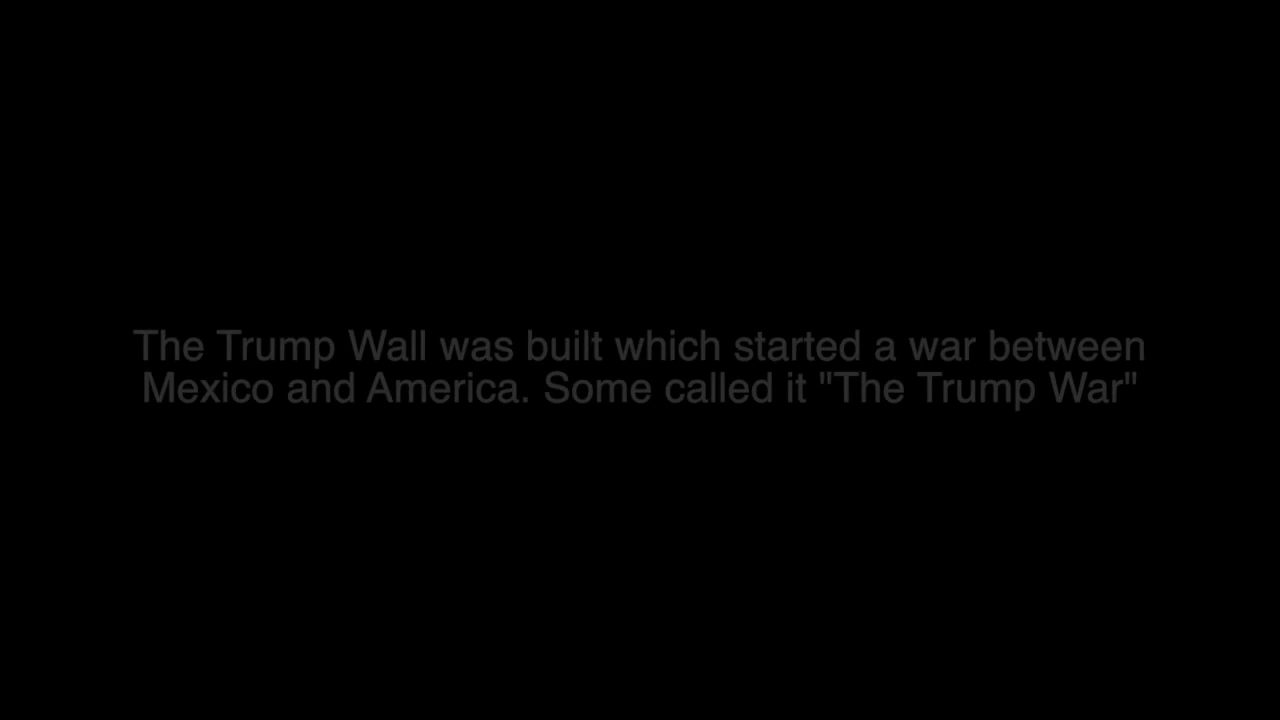 The Trump Wall was built which started a war between
Mexico and America. Some called it "The Trump War"